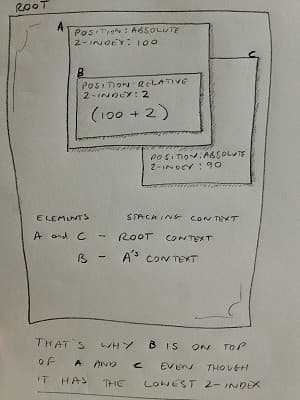 ROOT
A
POSITION: ABSOLUTE
Z-INDEX: 100
B
POSITION: RELATIVE
Z-INDEX: 2
(100 + 2)
C
POSITION: ABSOLUTE
Z-INDEX: 90
ELEMENTS STACKING CONTEXT
A and C - ROOT CONTEXT
B - A'S CONTEXT
THAT'S WHY B IS ON TOP
OF A AND C EVEN THOUGH
IT HAS THE LOWEST Z-INDEX